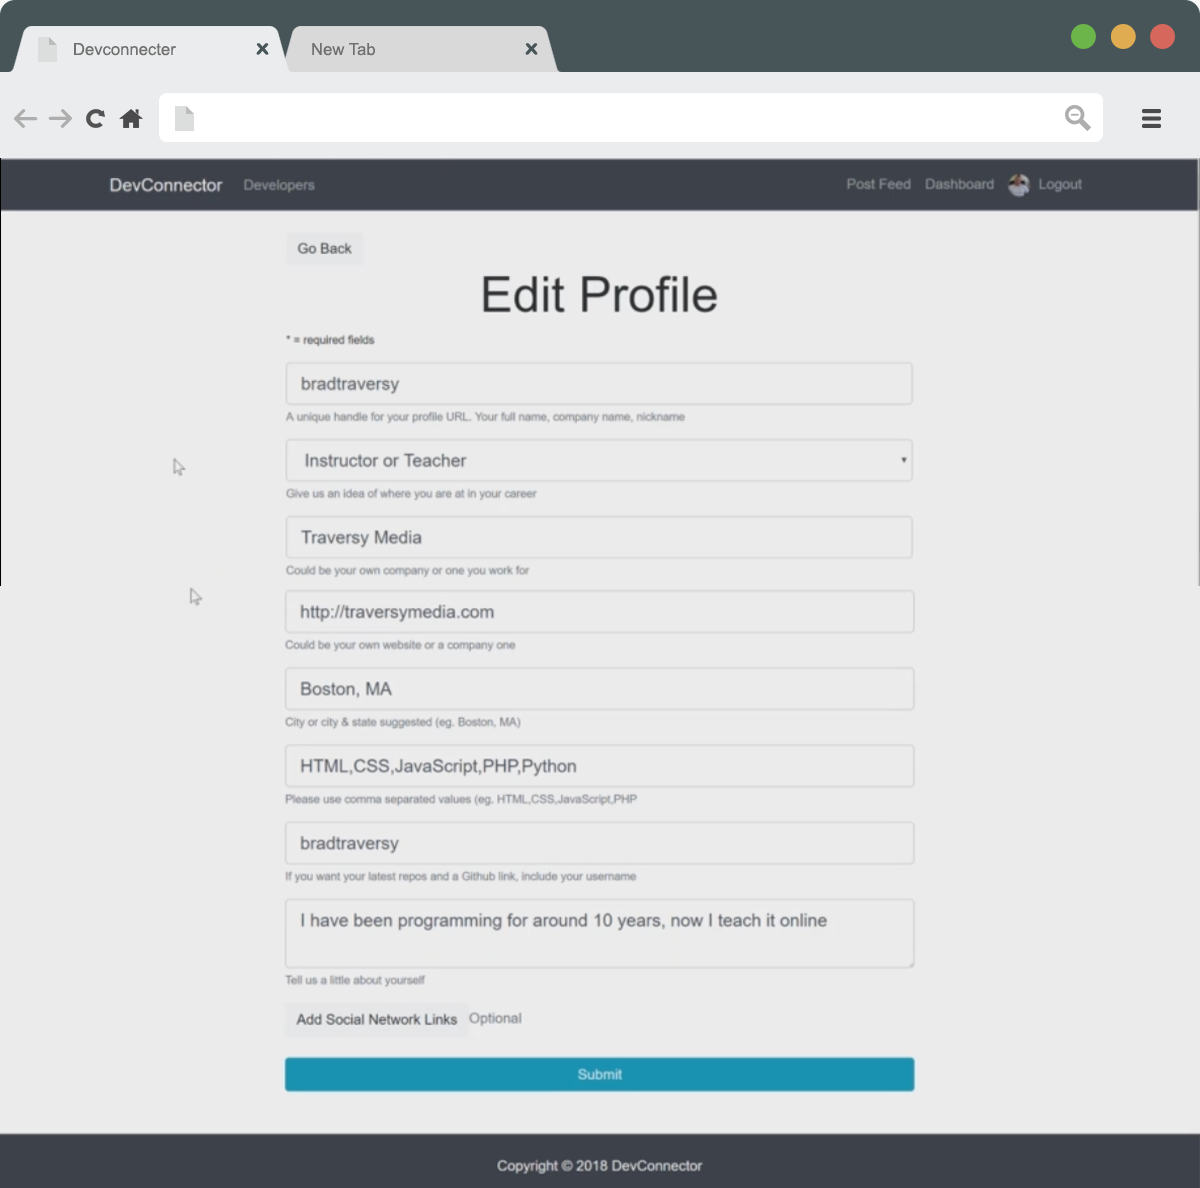 Devconnecter
New Tab
DevConnector Developers Post Feed Dashboard Logout
Go Back
Edit Profile
* = required fields
bradtraversy
A unique handle for your profile URL. Your full name, company name, nickname
Instructor or Teacher
Give us an idea of where you are at in your career
Traversy Media
Could be your own company or one you work for
http://traversymedia.com
Could be your own website or a company one
Boston, MA
City or city & state suggested (eg. Boston, MA)
HTML,CSS,JavaScript,PHP,Python
Please use comma separated values (eg. HTML,CSS,JavaScript,PHP
bradtraversy
If you want your latest repos and a Github link, include your username
I have been programming for around 10 years, now I teach it online
Tell us a little about yourself
Add Social Network Links Optional
Submit
Copyright © 2018 DevConnector